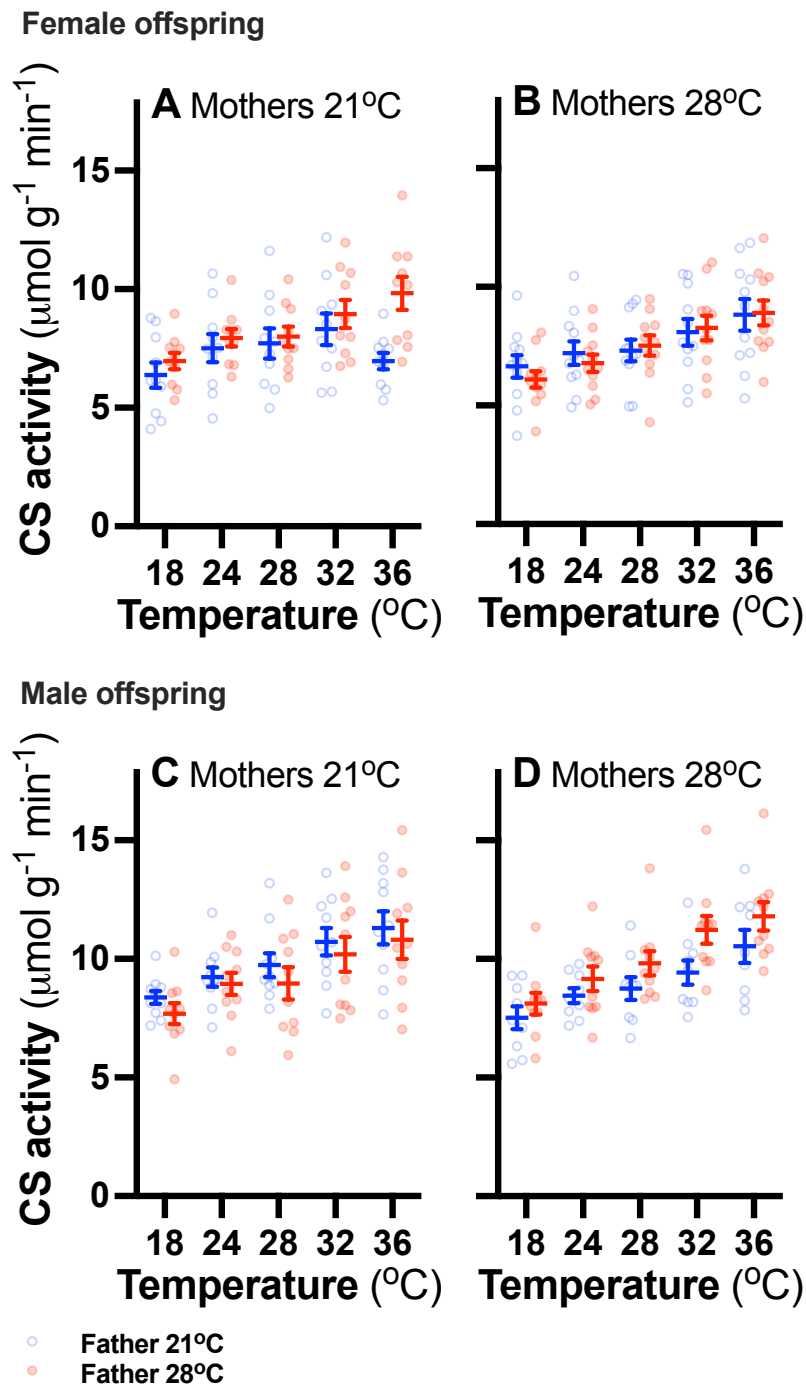 Female offspring
A Mothers 21ºC
B Mothers 28ºC
CS activity (μmol g⁻¹ min⁻¹)
15
10
5
0
18 24 28 32 36
18 24 28 32 36
Temperature (ºC)
Temperature (ºC)
Male offspring
C Mothers 21ºC
D Mothers 28ºC
CS activity (μmol g⁻¹ min⁻¹)
15
10
5
0
18 24 28 32 36
18 24 28 32 36
Temperature (ºC)
Temperature (ºC)
Father 21ºC
Father 28ºC